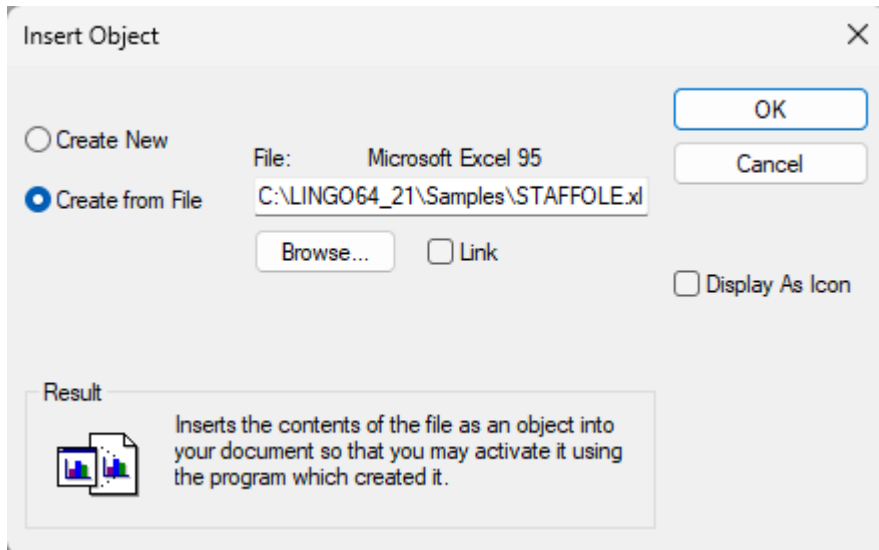 Insert Object
Create New
Create from File
File: Microsoft Excel 95
C:\LINGO64_21\Samples\STAFFOLE.xl
Browse...
Link
OK
Cancel
Display As Icon
Result
Inserts the contents of the file as an object into
your document so that you may activate it using
the program which created it.